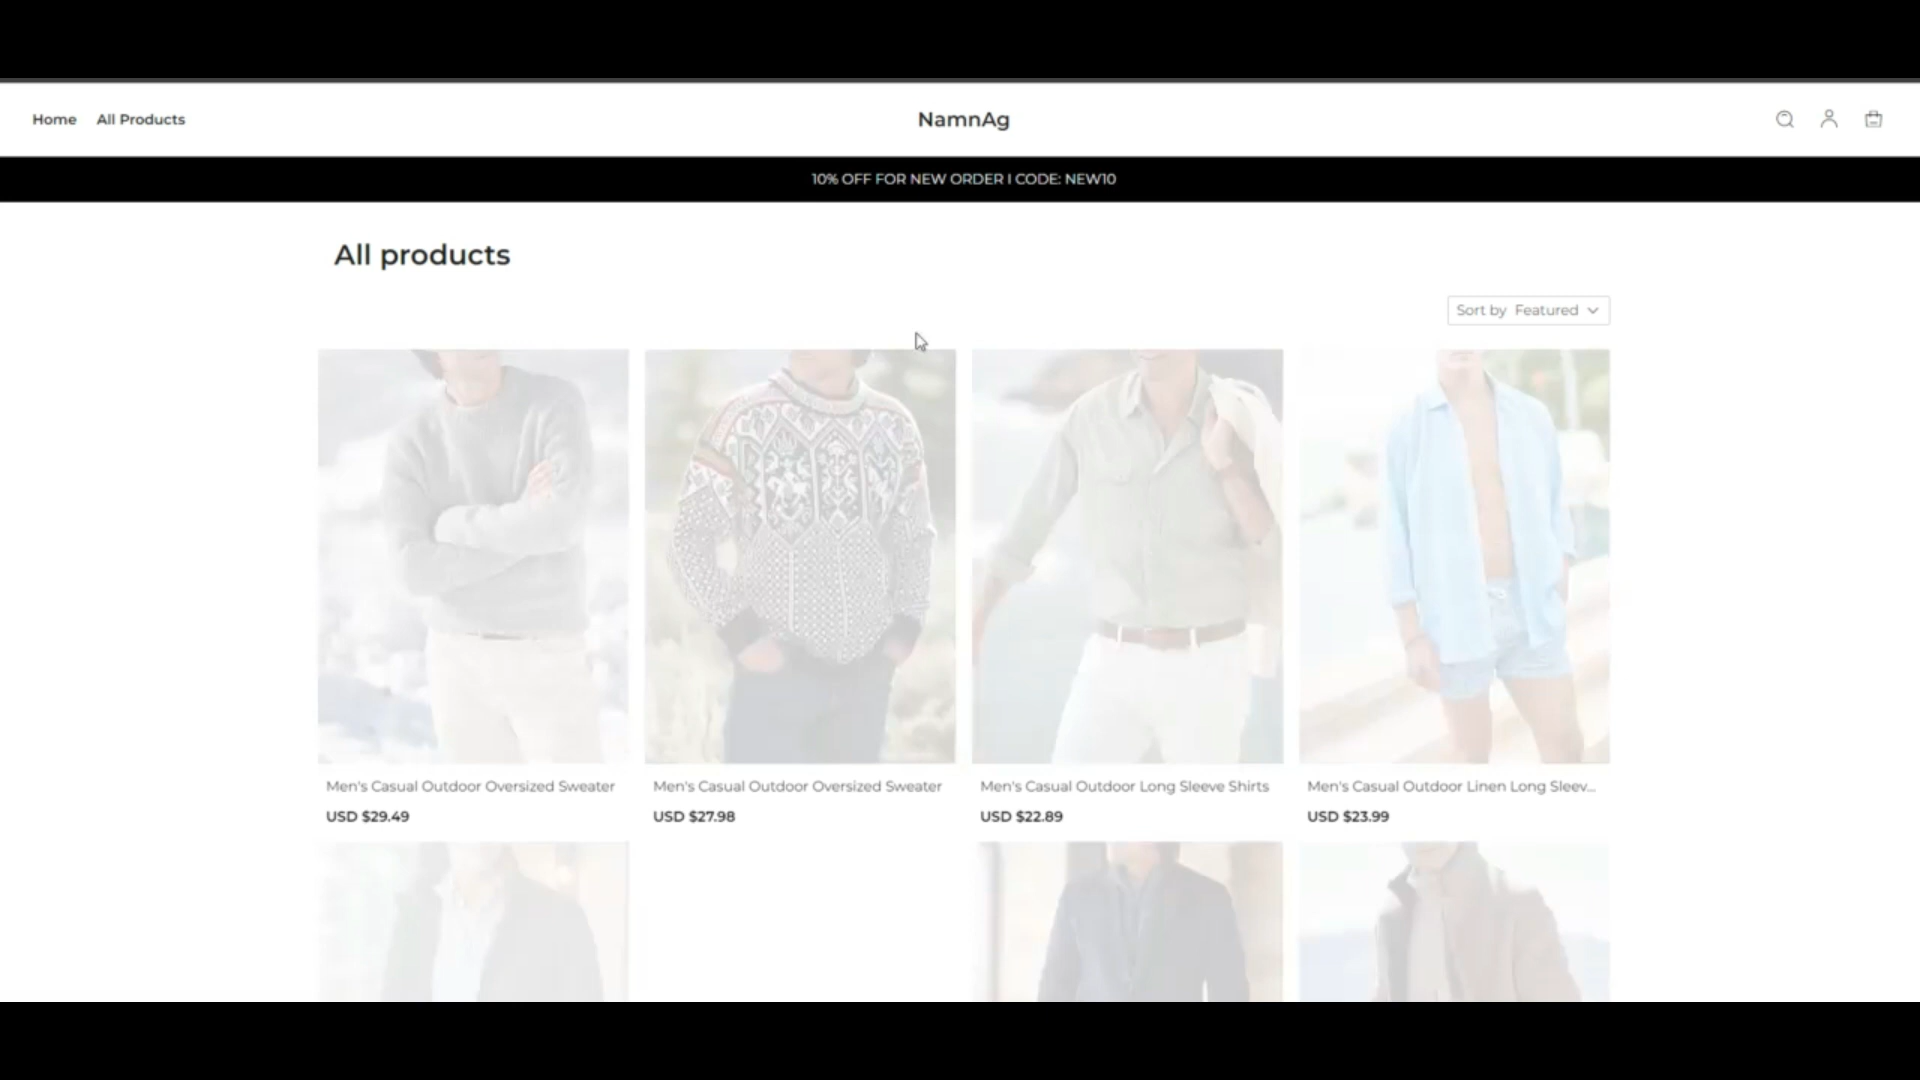 Home All Products NamnAg
10% OFF FOR NEW ORDER I CODE: NEW10
All products
Sort by Featured
Men's Casual Outdoor Oversized Sweater
USD $29.49
Men's Casual Outdoor Oversized Sweater
USD $27.98
Men's Casual Outdoor Long Sleeve Shirts
USD $22.89
Men's Casual Outdoor Linen Long Sleev...
USD $23.99